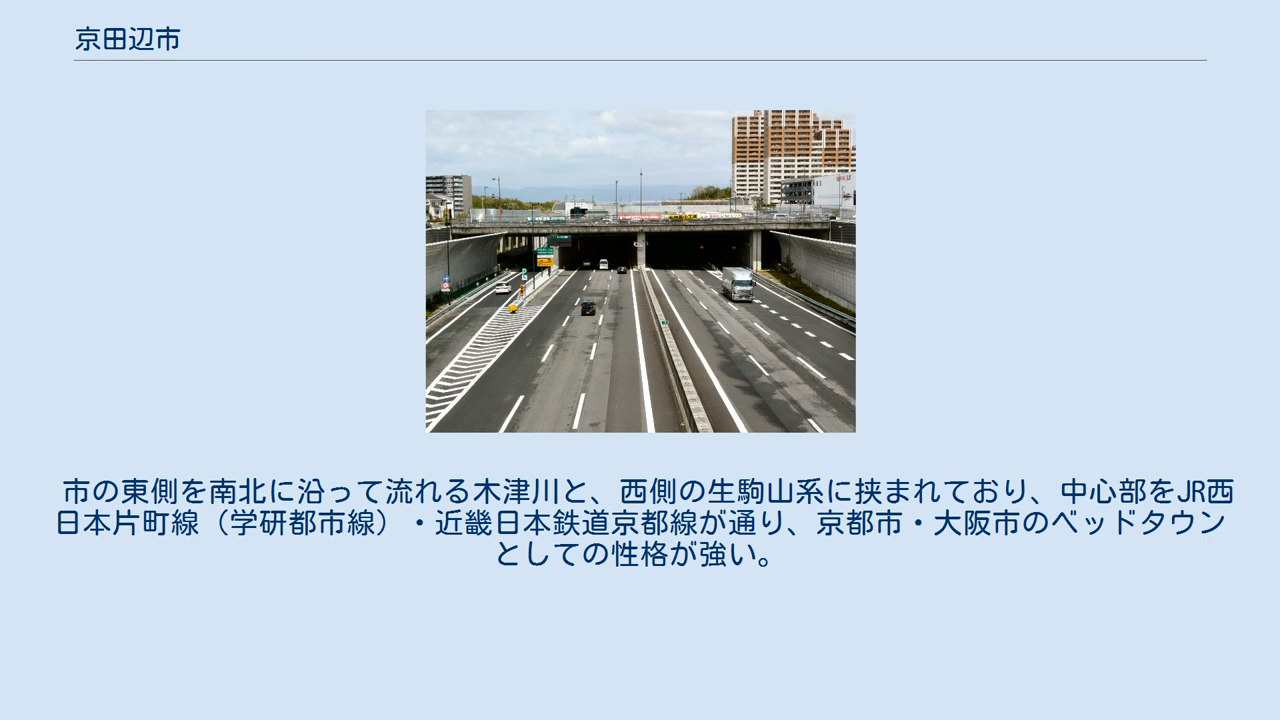 京田辺市
市の東側を南北に沿って流れる木津川と、西側の生駒山系に挟まれており、中心部をJR西
日本片町線（学研都市線）・近畿日本鉄道京都線が通り、京都市・大阪市のベッドタウン
としての性格が強い。